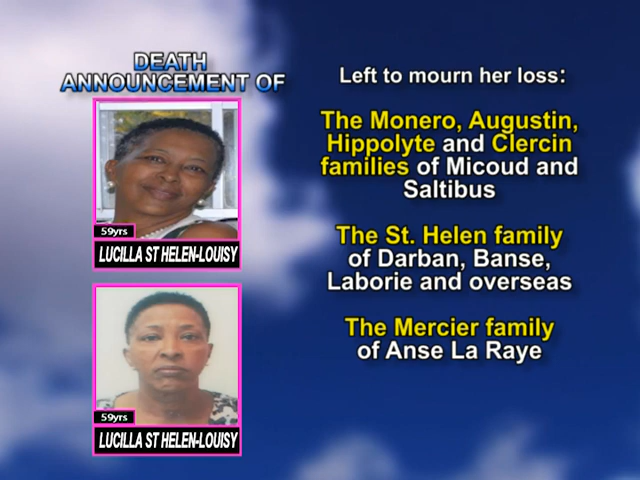 DEATH
ANNOUNCEMENT OF
59yrs
LUCILLA ST HELEN-LOUISY
59yrs
LUCILLA ST HELEN-LOUISY
Left to mourn her loss:
The Monero, Augustin,
Hippolyte and Clercin
families of Micoud and
Saltibus
The St. Helen family
of Darban, Banse,
Laborie and overseas
The Mercier family
of Anse La Raye